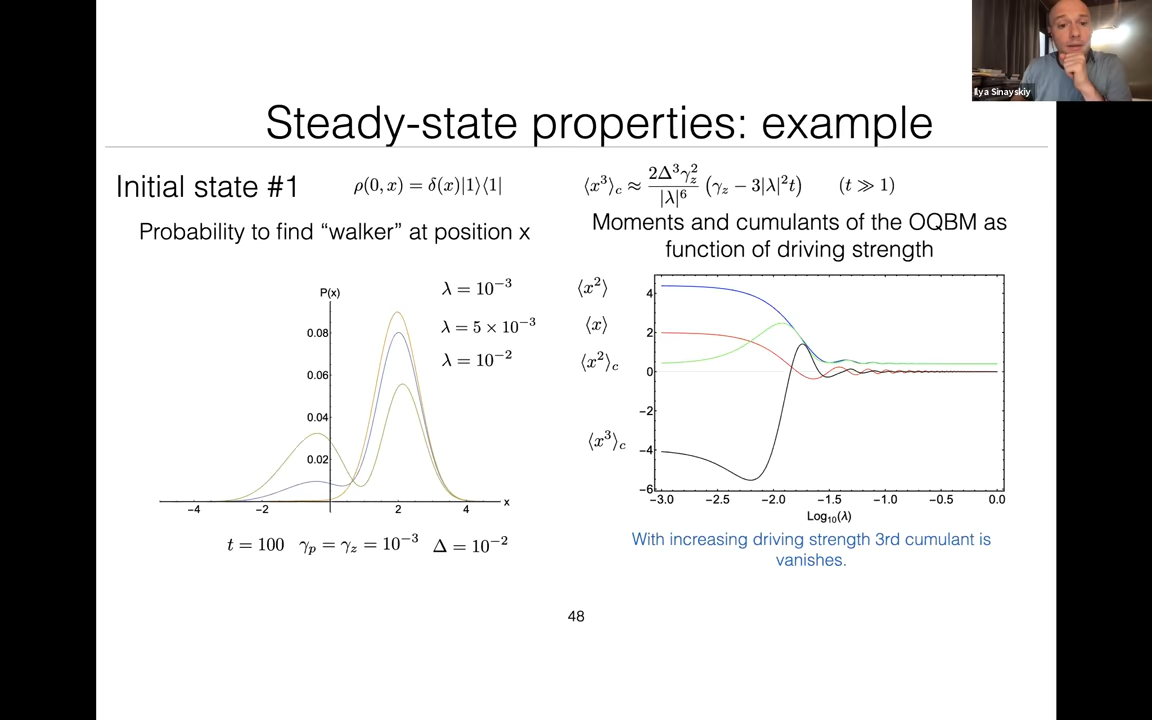 Ilya Sinayskiy
Steady-state properties: example
Initial state #1
ρ(0, x) = δ(x)|1⟩⟨1|
⟨x³⟩_c ≈ 2Δ³γ_z²/|λ|⁶ (γ_z − 3|λ|²t) (t ≫ 1)
Probability to find “walker” at position x
Moments and cumulants of the OQBM as
function of driving strength
P(x)
0.08
0.06
0.04
0.02
−4 −2 2 4 x
λ = 10⁻³
λ = 5 × 10⁻³
λ = 10⁻²
t = 100 γ_p = γ_z = 10⁻³ Δ = 10⁻²
⟨x²⟩
⟨x⟩
⟨x²⟩_c
⟨x³⟩_c
4
2
0
−2
−4
−6
−3.0 −2.5 −2.0 −1.5 −1.0 −0.5 0.0
Log₁₀(λ)
With increasing driving strength 3rd cumulant is
vanishes.
48